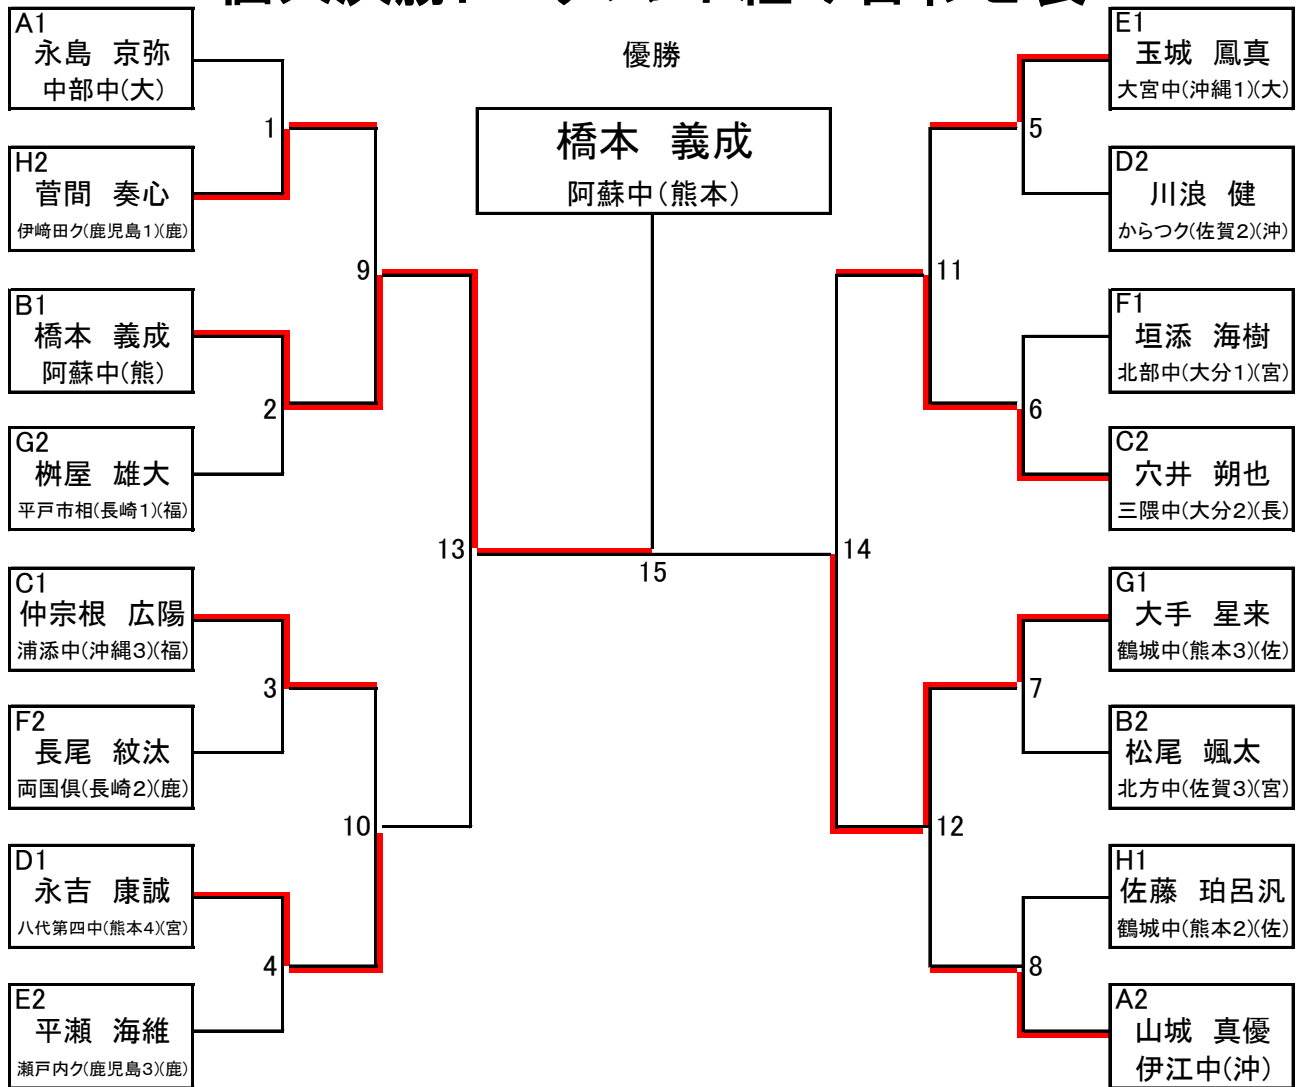 優勝
橋本 義成
阿蘇中(熊本)
A1
永島 京弥
中部中(大)
1
H2
菅間 奏心
伊﨑田ク(鹿児島1)(鹿)
9
B1
橋本 義成
阿蘇中(熊)
2
G2
桝屋 雄大
平戸市相(長崎1)(福)
13
C1
仲宗根 広陽
浦添中(沖縄3)(福)
3
F2
長尾 紋汰
両国倶(長崎2)(鹿)
10
D1
永吉 康誠
八代第四中(熊本4)(宮)
4
E2
平瀬 海維
瀬戸内ク(鹿児島3)(鹿)
15
E1
玉城 鳳真
大宮中(沖縄1)(大)
5
D2
川浪 健
からつク(佐賀2)(沖)
11
F1
垣添 海樹
北部中(大分1)(宮)
6
C2
穴井 朔也
三隈中(大分2)(長)
14
G1
大手 星来
鶴城中(熊本3)(佐)
7
B2
松尾 颯太
北方中(佐賀3)(宮)
12
H1
佐藤 珀呂汎
鶴城中(熊本2)(佐)
8
A2
山城 真優
伊江中(沖)